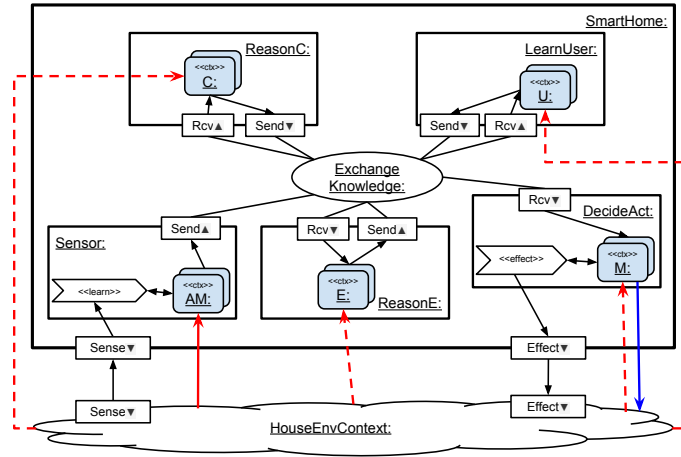 SmartHome:
ReasonC:
LearnUser:
<<ctx>>
C:
<<ctx>>
U:
Rcv▲
Send▼
Send▼
Rcv▲
Exchange
Knowledge:
Rcv▼
DecideAct:
Send▲
Rcv▼
Send▲
Sensor:
<<effect>>
<<ctx>>
M:
<<learn>>
<<ctx>>
AM:
<<ctx>>
E:
ReasonE:
Sense▼
Effect▼
Sense▼
Effect▼
HouseEnvContext: